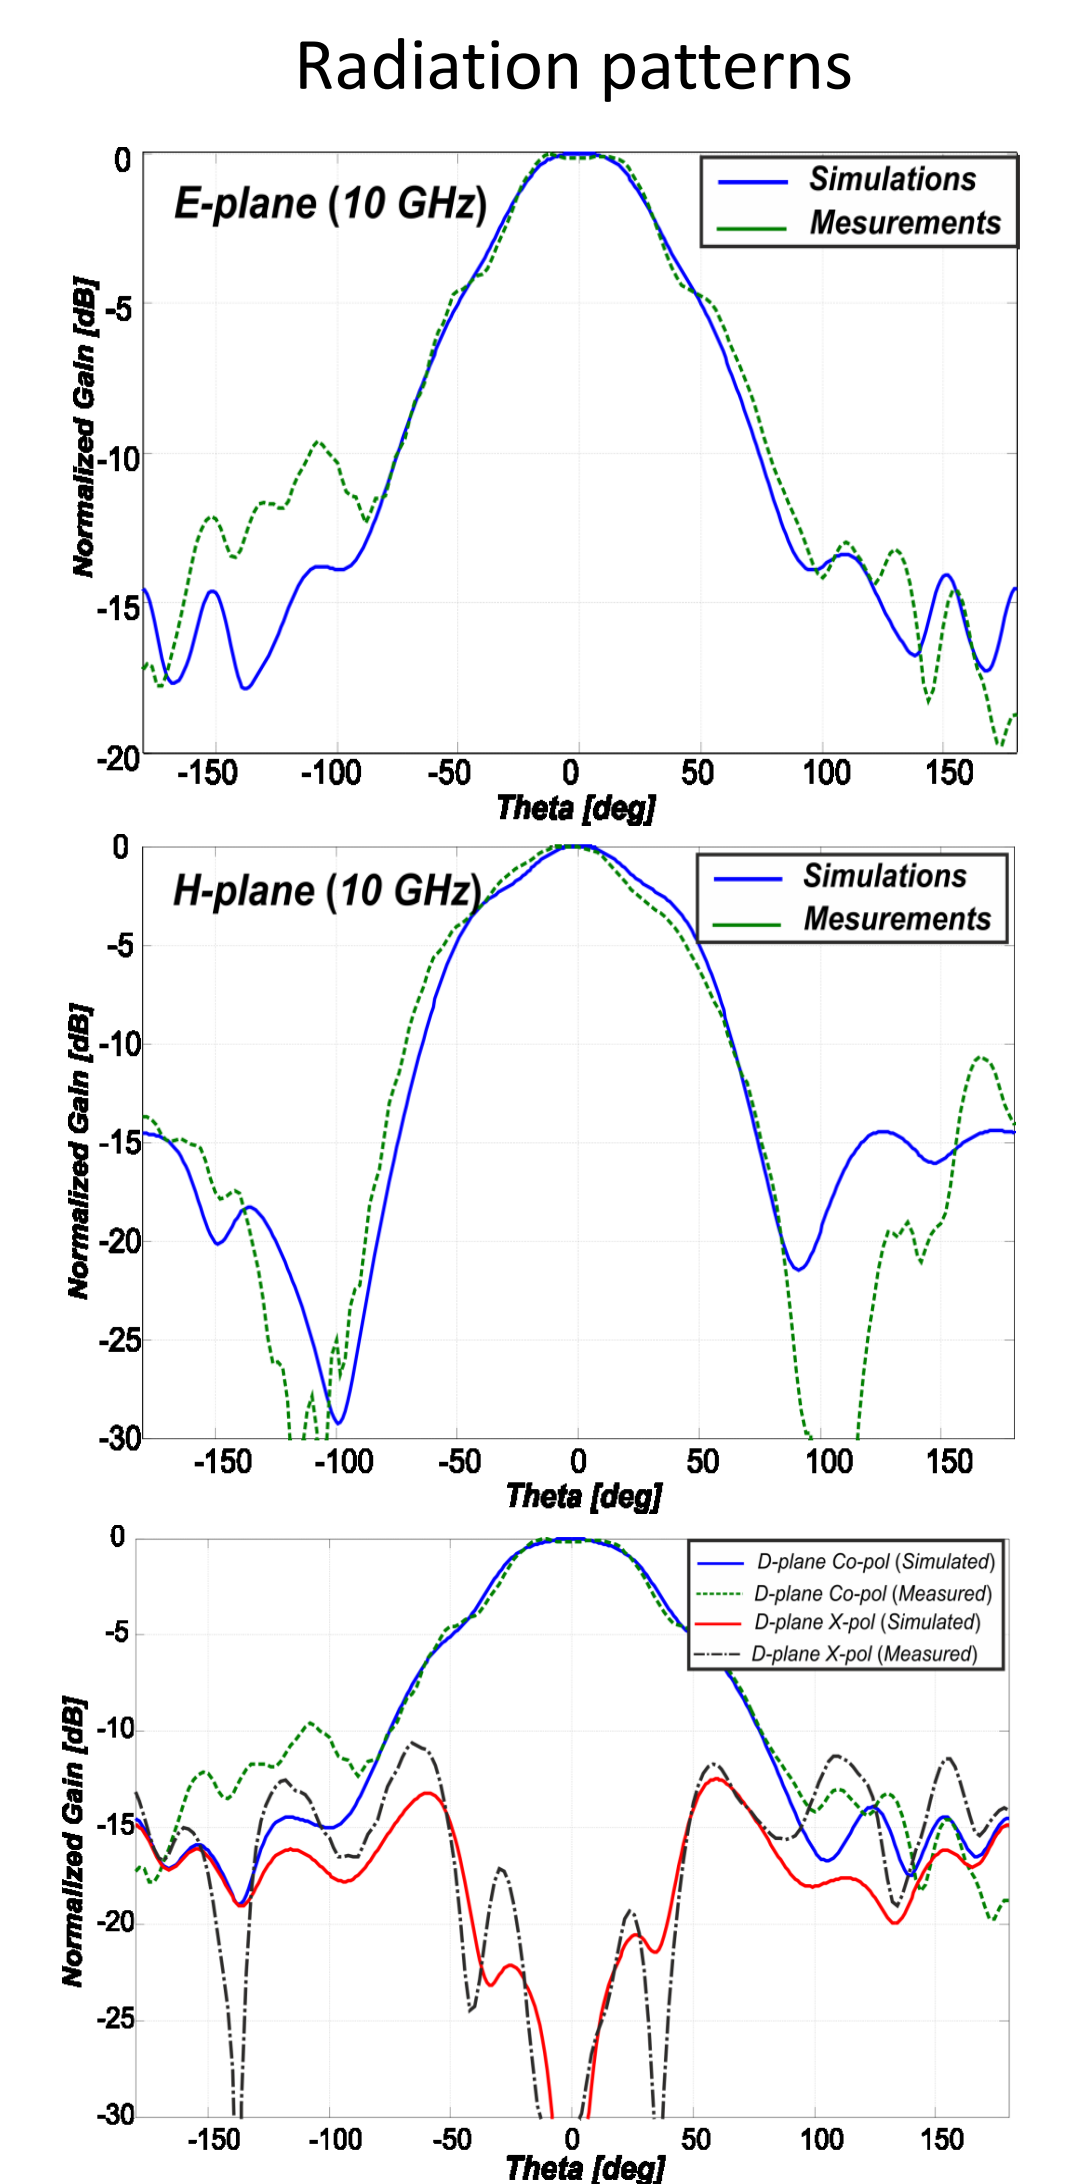 Radiation patterns
E-plane (10 GHz)
Simulations
Mesurements
Normalized Gain [dB]
0
-5
-10
-15
-20
-150 -100 -50 0 50 100 150
Theta [deg]
H-plane (10 GHz)
Simulations
Mesurements
Normalized Gain [dB]
0
-5
-10
-15
-20
-25
-30
-150 -100 -50 0 50 100 150
Theta [deg]
D-plane Co-pol (Simulated)
D-plane Co-pol (Measured)
D-plane X-pol (Simulated)
D-plane X-pol (Measured)
Normalized Gain [dB]
0
-5
-10
-15
-20
-25
-30
-150 -100 -50 0 50 100 150
Theta [deg]